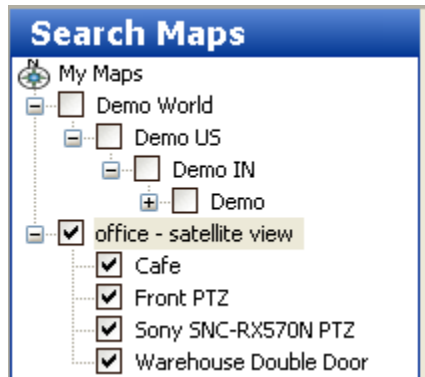 Search Maps
N
My Maps
Demo World
Demo US
Demo IN
Demo
office - satellite view
Cafe
Front PTZ
Sony SNC-RX570N PTZ
Warehouse Double Door